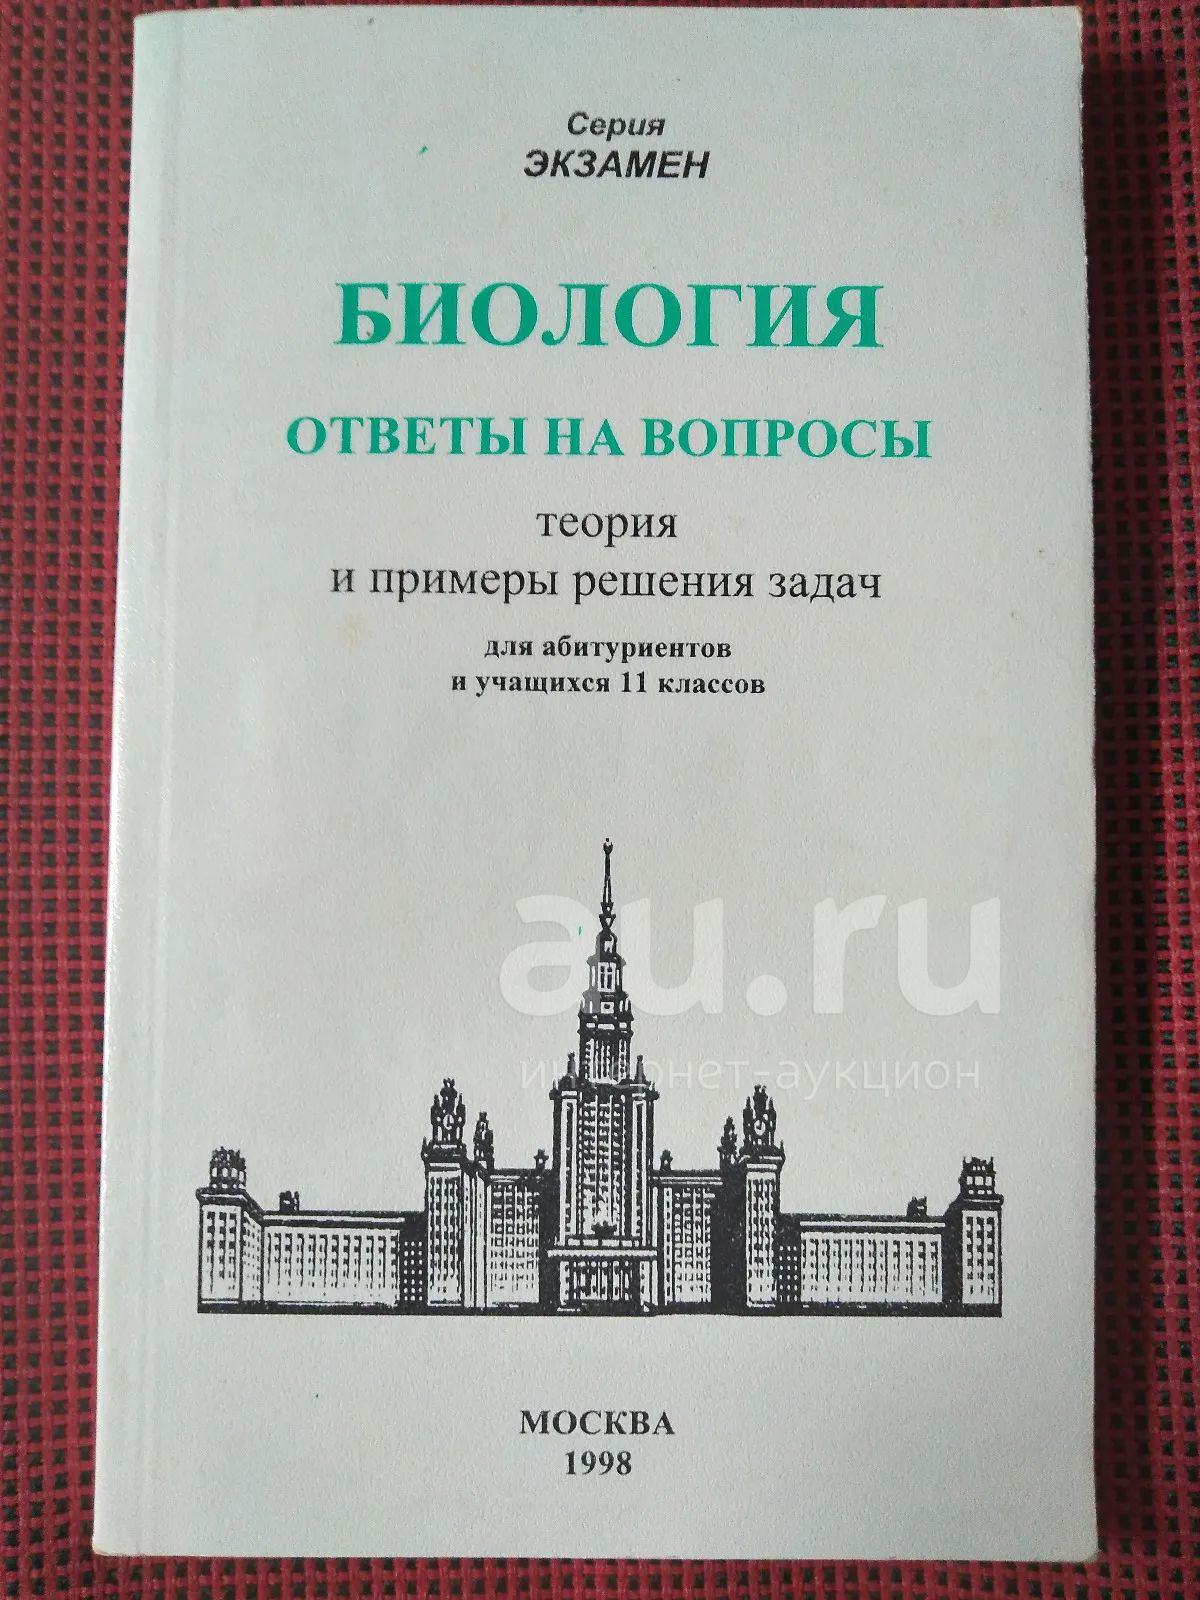 Серия
ЭКЗАМЕН
БИОЛОГИЯ
ОТВЕТЫ НА ВОПРОСЫ
теория
и примеры решения задач
для абитуриентов
и учащихся 11 классов
au.ru
интернет-аукцион
МОСКВА
1998